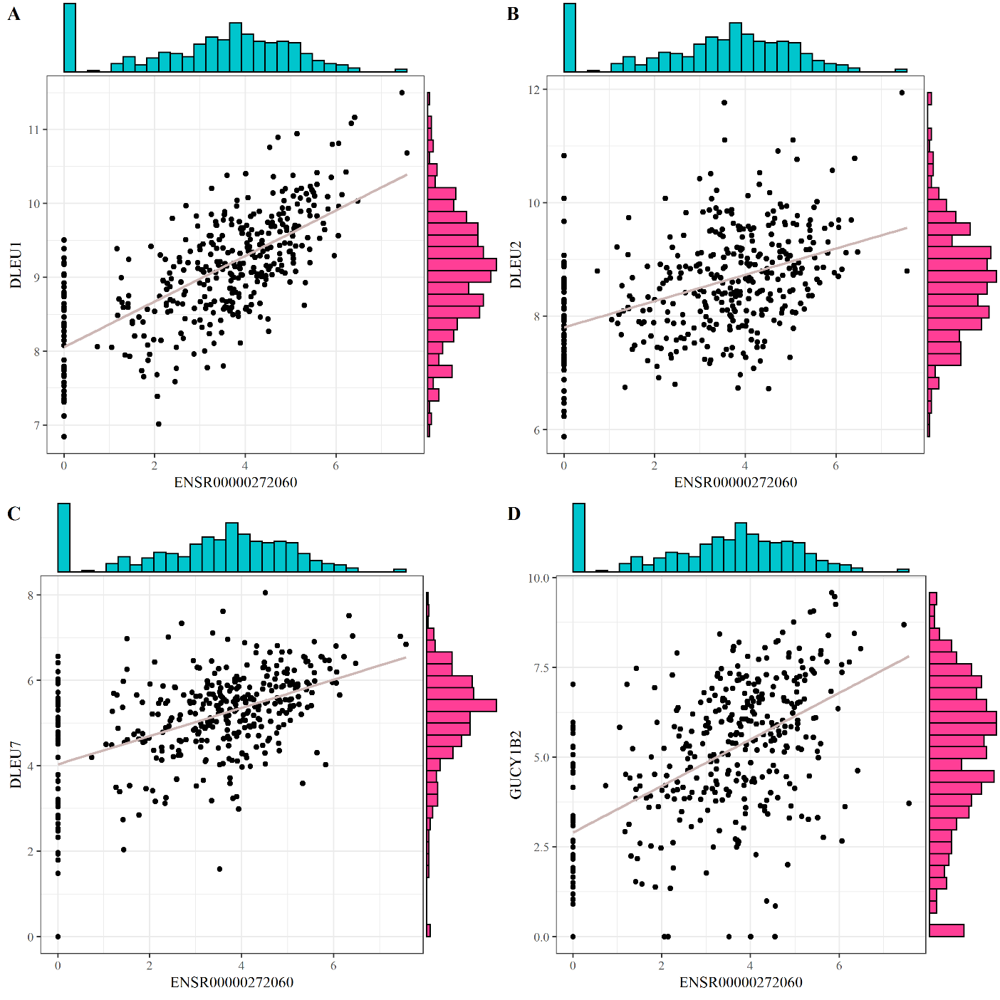 A
DLEU1
11
10
9
8
7
0 2 4 6
ENSR00000272060
B
DLEU2
12
10
8
6
0 2 4 6
ENSR00000272060
C
DLEU7
8
6
4
2
0
0 2 4 6
ENSR00000272060
D
GUCY1B2
10.0
7.5
5.0
2.5
0.0
0 2 4 6
ENSR00000272060